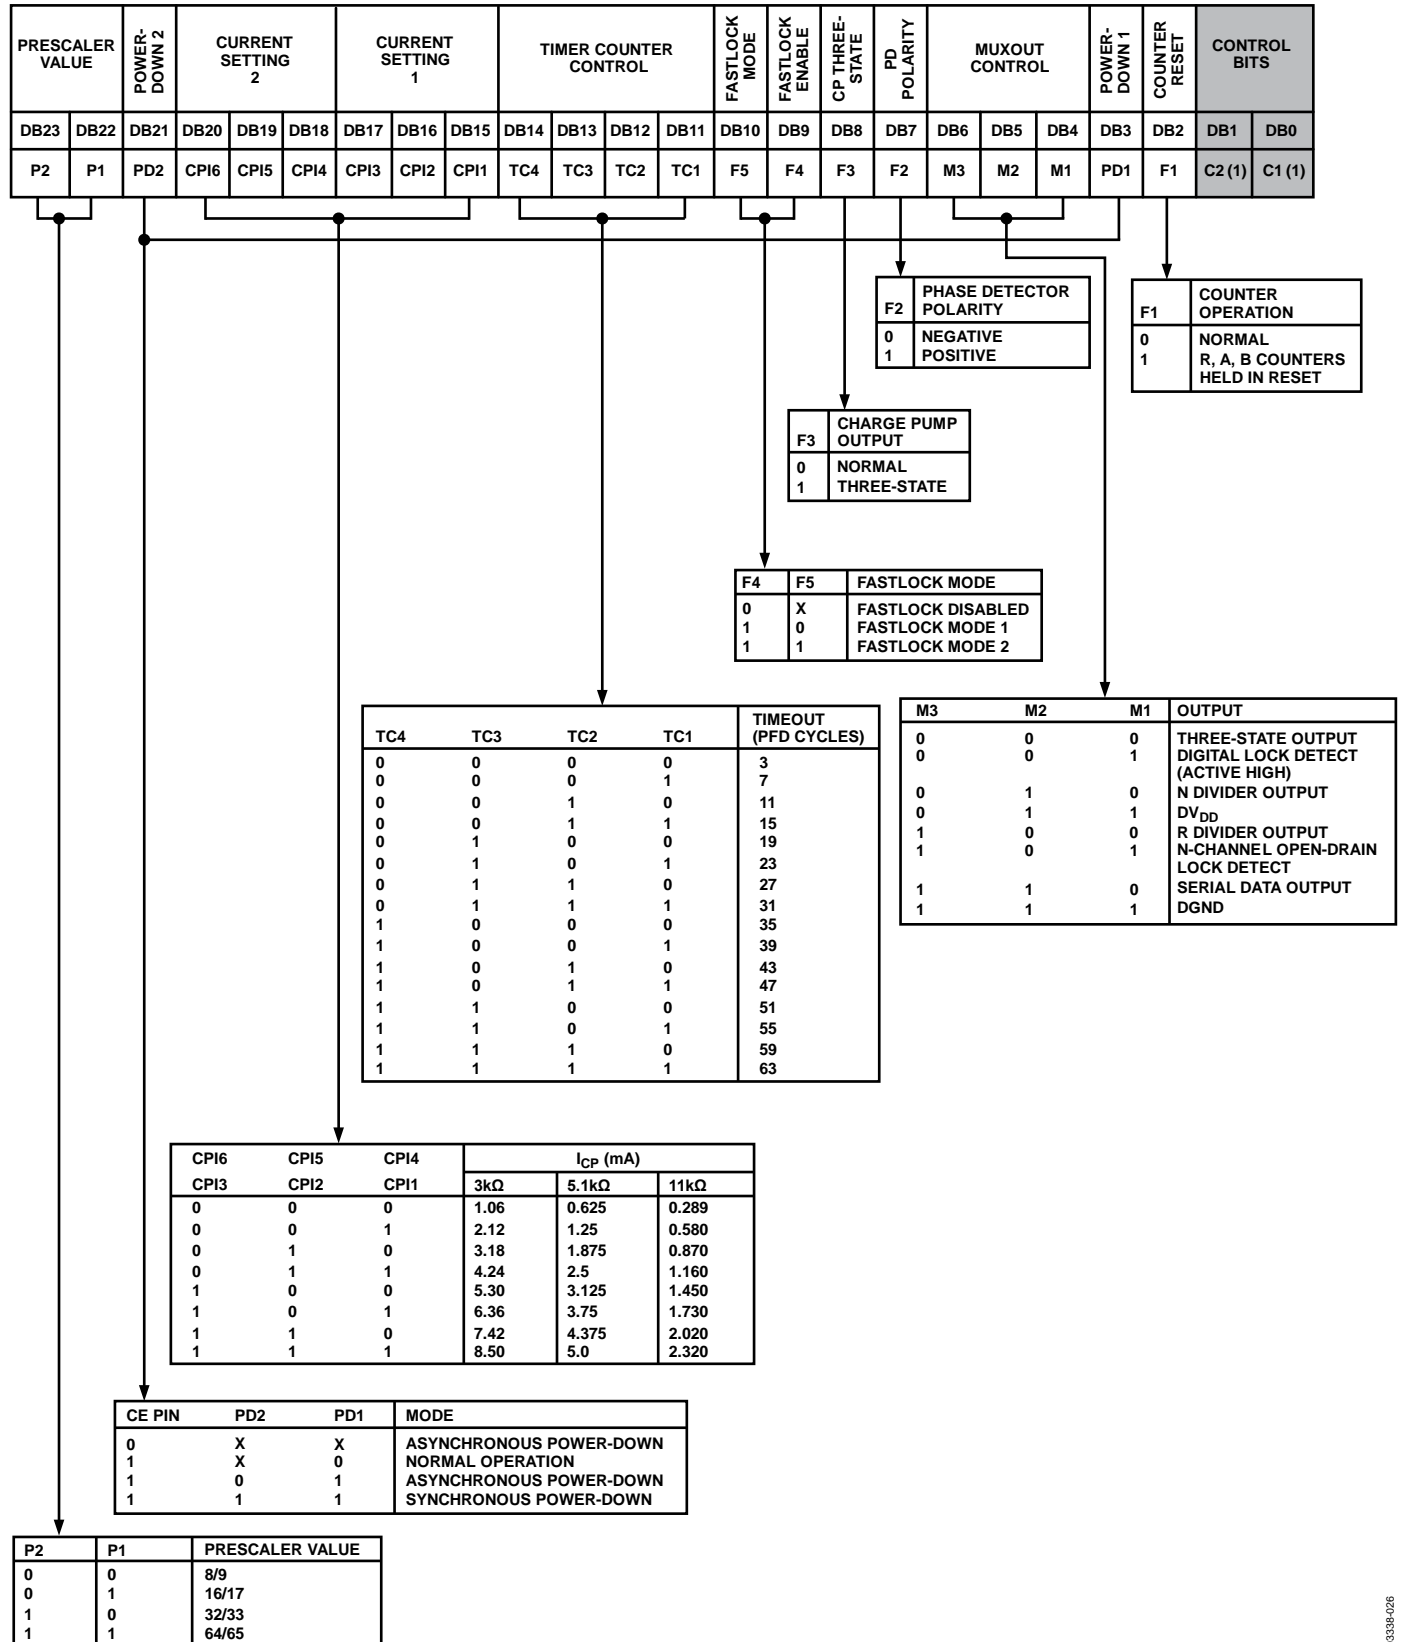 PRESCALER VALUE
POWER-DOWN 2
CURRENT SETTING 2
CURRENT SETTING 1
TIMER COUNTER CONTROL
FASTLOCK MODE
FASTLOCK ENABLE
CP THREE-STATE
PD POLARITY
MUXOUT CONTROL
POWER-DOWN 1
COUNTER RESET
CONTROL BITS
DB23 DB22 DB21 DB20 DB19 DB18 DB17 DB16 DB15 DB14 DB13 DB12 DB11 DB10 DB9 DB8 DB7 DB6 DB5 DB4 DB3 DB2 DB1 DB0
P2 P1 PD2 CPI6 CPI5 CPI4 CPI3 CPI2 CPI1 TC4 TC3 TC2 TC1 F5 F4 F3 F2 M3 M2 M1 PD1 F1 C2 (1) C1 (1)
F2 PHASE DETECTOR POLARITY
0 NEGATIVE
1 POSITIVE
F1 COUNTER OPERATION
0 NORMAL
1 R, A, B COUNTERS
HELD IN RESET
F3 CHARGE PUMP OUTPUT
0 NORMAL
1 THREE-STATE
F4 F5 FASTLOCK MODE
0 X FASTLOCK DISABLED
1 0 FASTLOCK MODE 1
1 1 FASTLOCK MODE 2
TC4 TC3 TC2 TC1 TIMEOUT (PFD CYCLES)
0 0 0 0 3
0 0 0 1 7
0 0 1 0 11
0 0 1 1 15
0 1 0 0 19
0 1 0 1 23
0 1 1 0 27
0 1 1 1 31
1 0 0 0 35
1 0 0 1 39
1 0 1 0 43
1 0 1 1 47
1 1 0 0 51
1 1 0 1 55
1 1 1 0 59
1 1 1 1 63
M3 M2 M1 OUTPUT
0 0 0 THREE-STATE OUTPUT
0 0 1 DIGITAL LOCK DETECT
(ACTIVE HIGH)
0 1 0 N DIVIDER OUTPUT
0 1 1 DVDD
1 0 0 R DIVIDER OUTPUT
1 0 1 N-CHANNEL OPEN-DRAIN
LOCK DETECT
1 1 0 SERIAL DATA OUTPUT
1 1 1 DGND
CPI6 CPI5 CPI4 ICP (mA)
CPI3 CPI2 CPI1 3kΩ 5.1kΩ 11kΩ
0 0 0 1.06 0.625 0.289
0 0 1 2.12 1.25 0.580
0 1 0 3.18 1.875 0.870
0 1 1 4.24 2.5 1.160
1 0 0 5.30 3.125 1.450
1 0 1 6.36 3.75 1.730
1 1 0 7.42 4.375 2.020
1 1 1 8.50 5.0 2.320
CE PIN PD2 PD1 MODE
0 X X ASYNCHRONOUS POWER-DOWN
1 X 0 NORMAL OPERATION
1 0 1 ASYNCHRONOUS POWER-DOWN
1 1 1 SYNCHRONOUS POWER-DOWN
P2 P1 PRESCALER VALUE
0 0 8/9
0 1 16/17
1 0 32/33
1 1 64/65